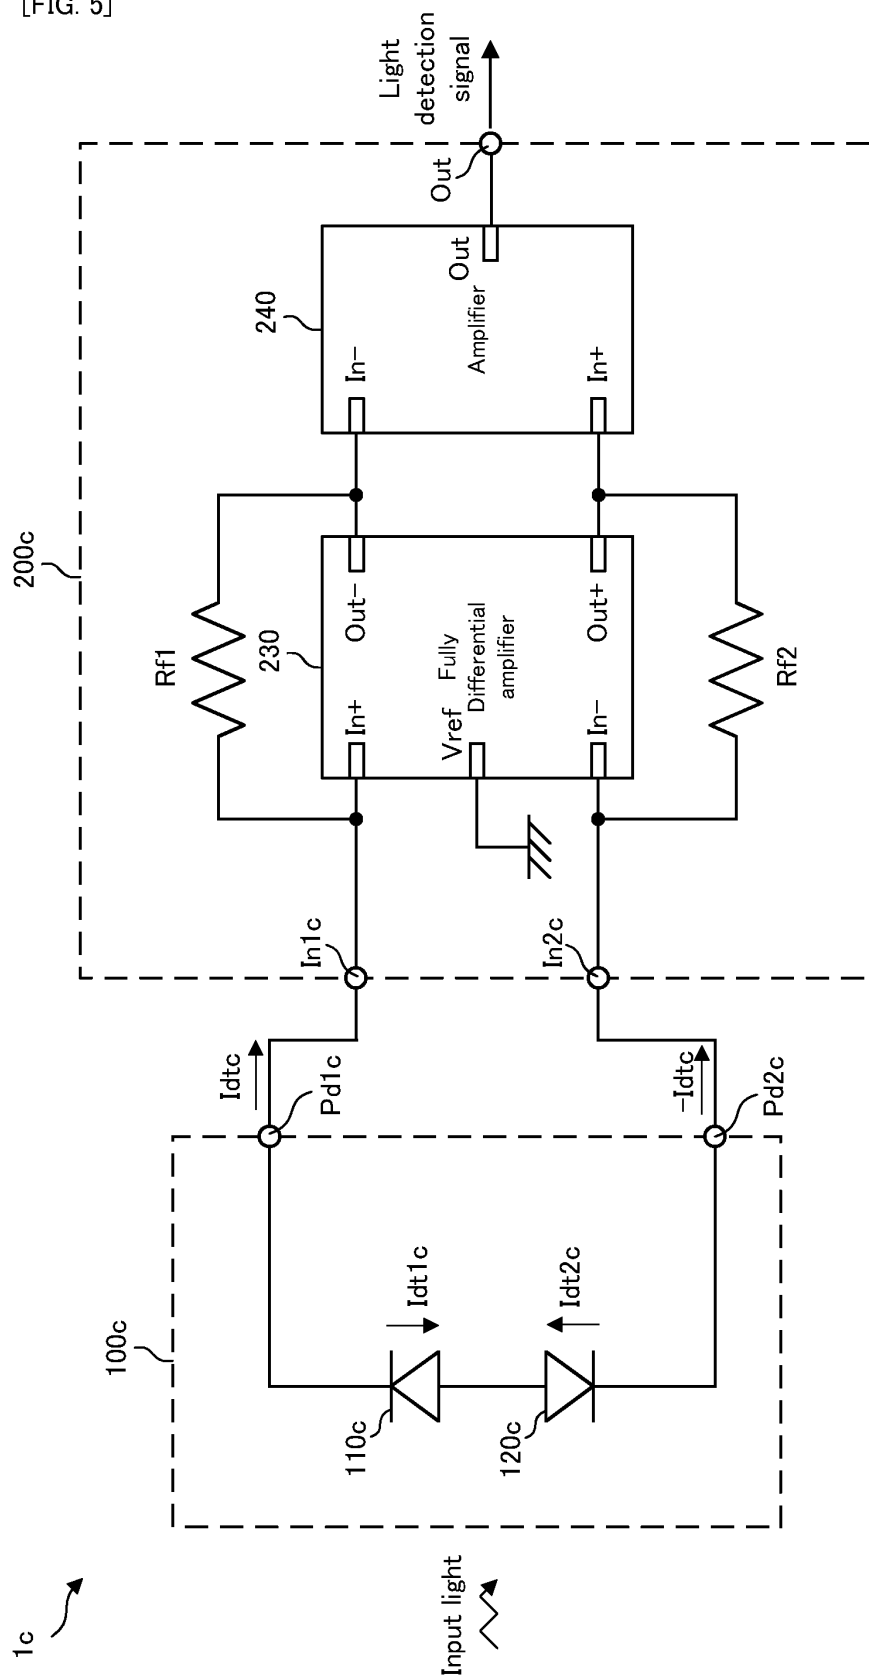 [FIG. 5]
1c
Input light
100c
110c
120c
Idt1c
Idt2c
Pd1c
Pd2c
Idtc
-Idtc
200c
In1c
In2c
Rf1
230
In+
Out-
Vref
Fully
Differential
amplifier
In-
Out+
Rf2
240
In-
Amplifier
In+
Out
Out
Light
detection
signal